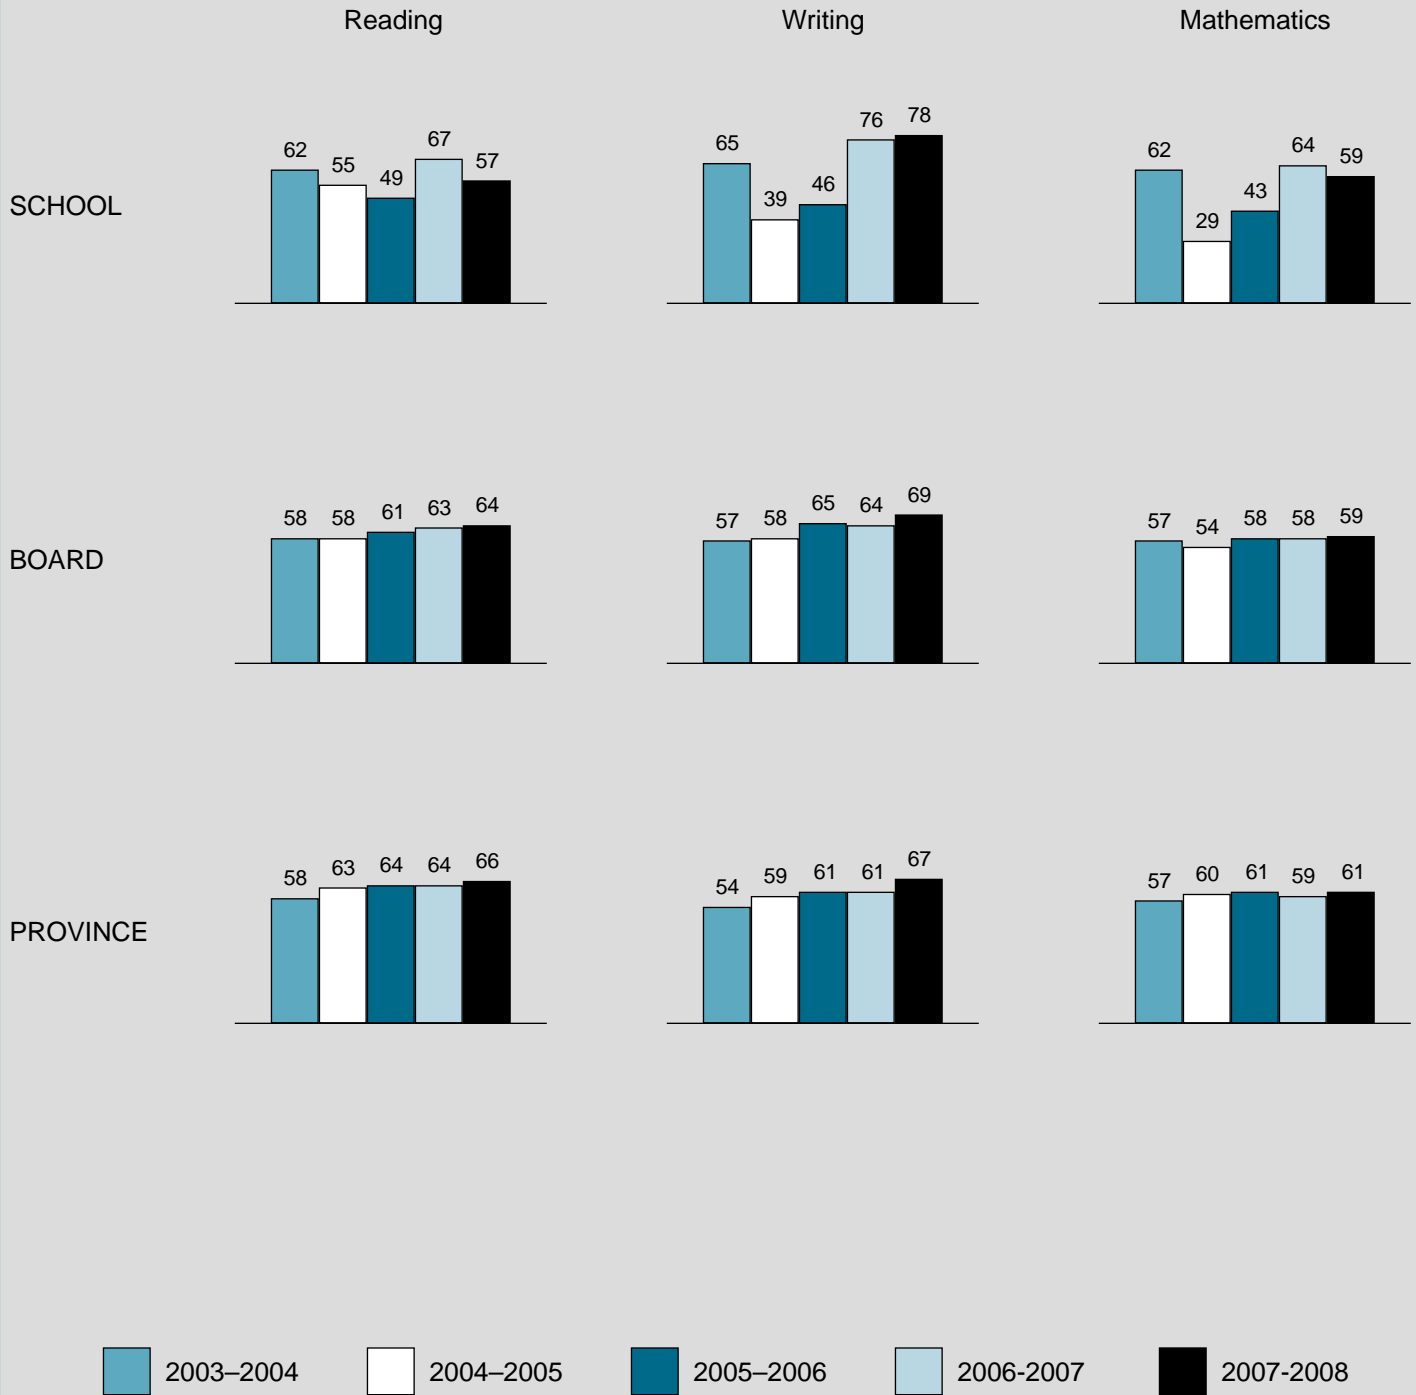 Reading Writing Mathematics
SCHOOL
62 55 49 67 57
65 39 46 76 78
62 29 43 64 59
BOARD
58 58 61 63 64
57 58 65 64 69
57 54 58 58 59
PROVINCE
58 63 64 64 66
54 59 61 61 67
57 60 61 59 61
2003–2004 2004–2005 2005–2006 2006-2007 2007-2008